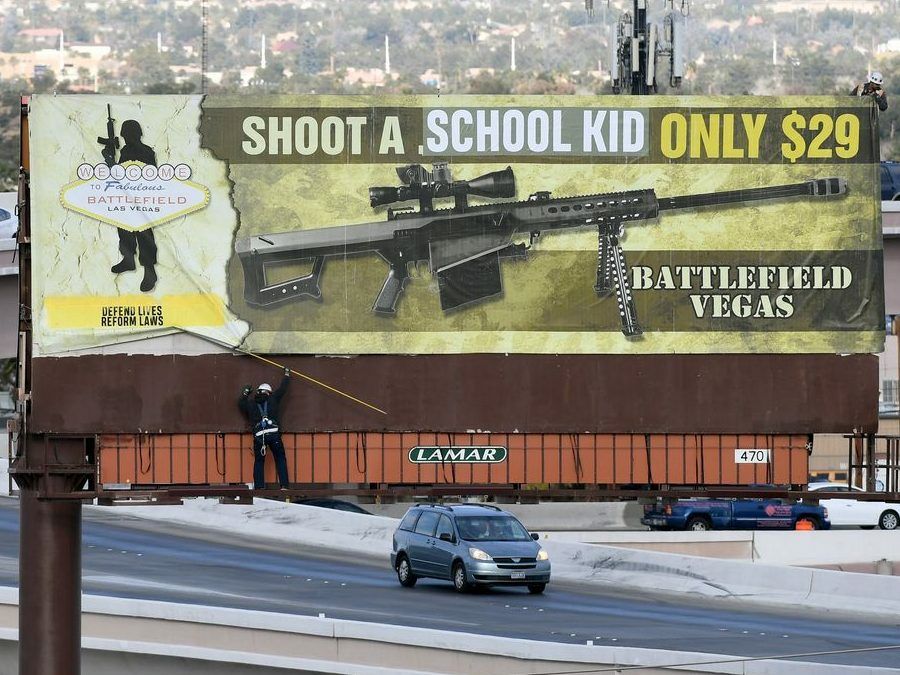 SHOOT A .SCHOOL KID ONLY $29
WELCOME
TO Fabulous
BATTLEFIELD
LAS VEGAS
DEFEND LIVES
REFORM LAWS
BATTLEFIELD
VEGAS
LAMAR
470